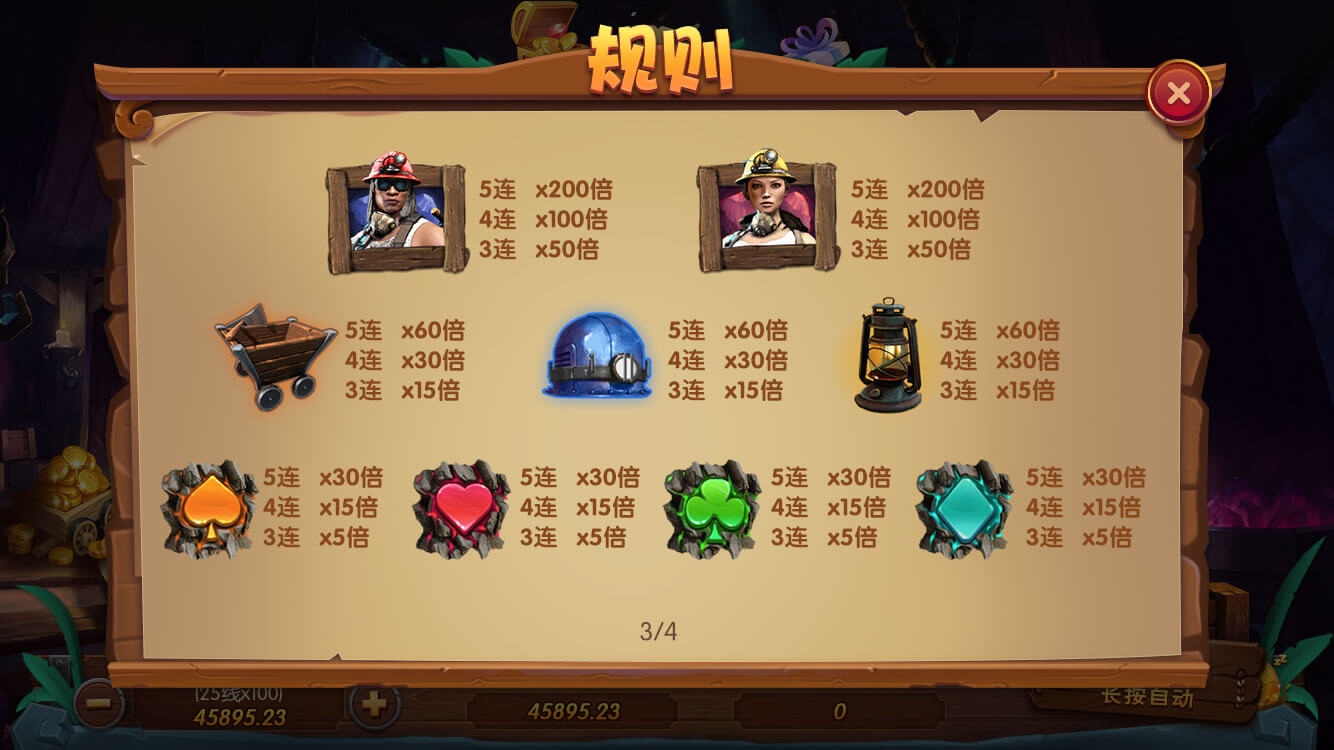 规则
5连 x200倍
4连 x100倍
3连 x50倍
5连 x200倍
4连 x100倍
3连 x50倍
5连 x60倍
4连 x30倍
3连 x15倍
5连 x60倍
4连 x30倍
3连 x15倍
5连 x60倍
4连 x30倍
3连 x15倍
5连 x30倍
4连 x15倍
3连 x5倍
5连 x30倍
4连 x15倍
3连 x5倍
5连 x30倍
4连 x15倍
3连 x5倍
5连 x30倍
4连 x15倍
3连 x5倍
3/4
(25线x100)
45895.23
45895.23
0
长按自动